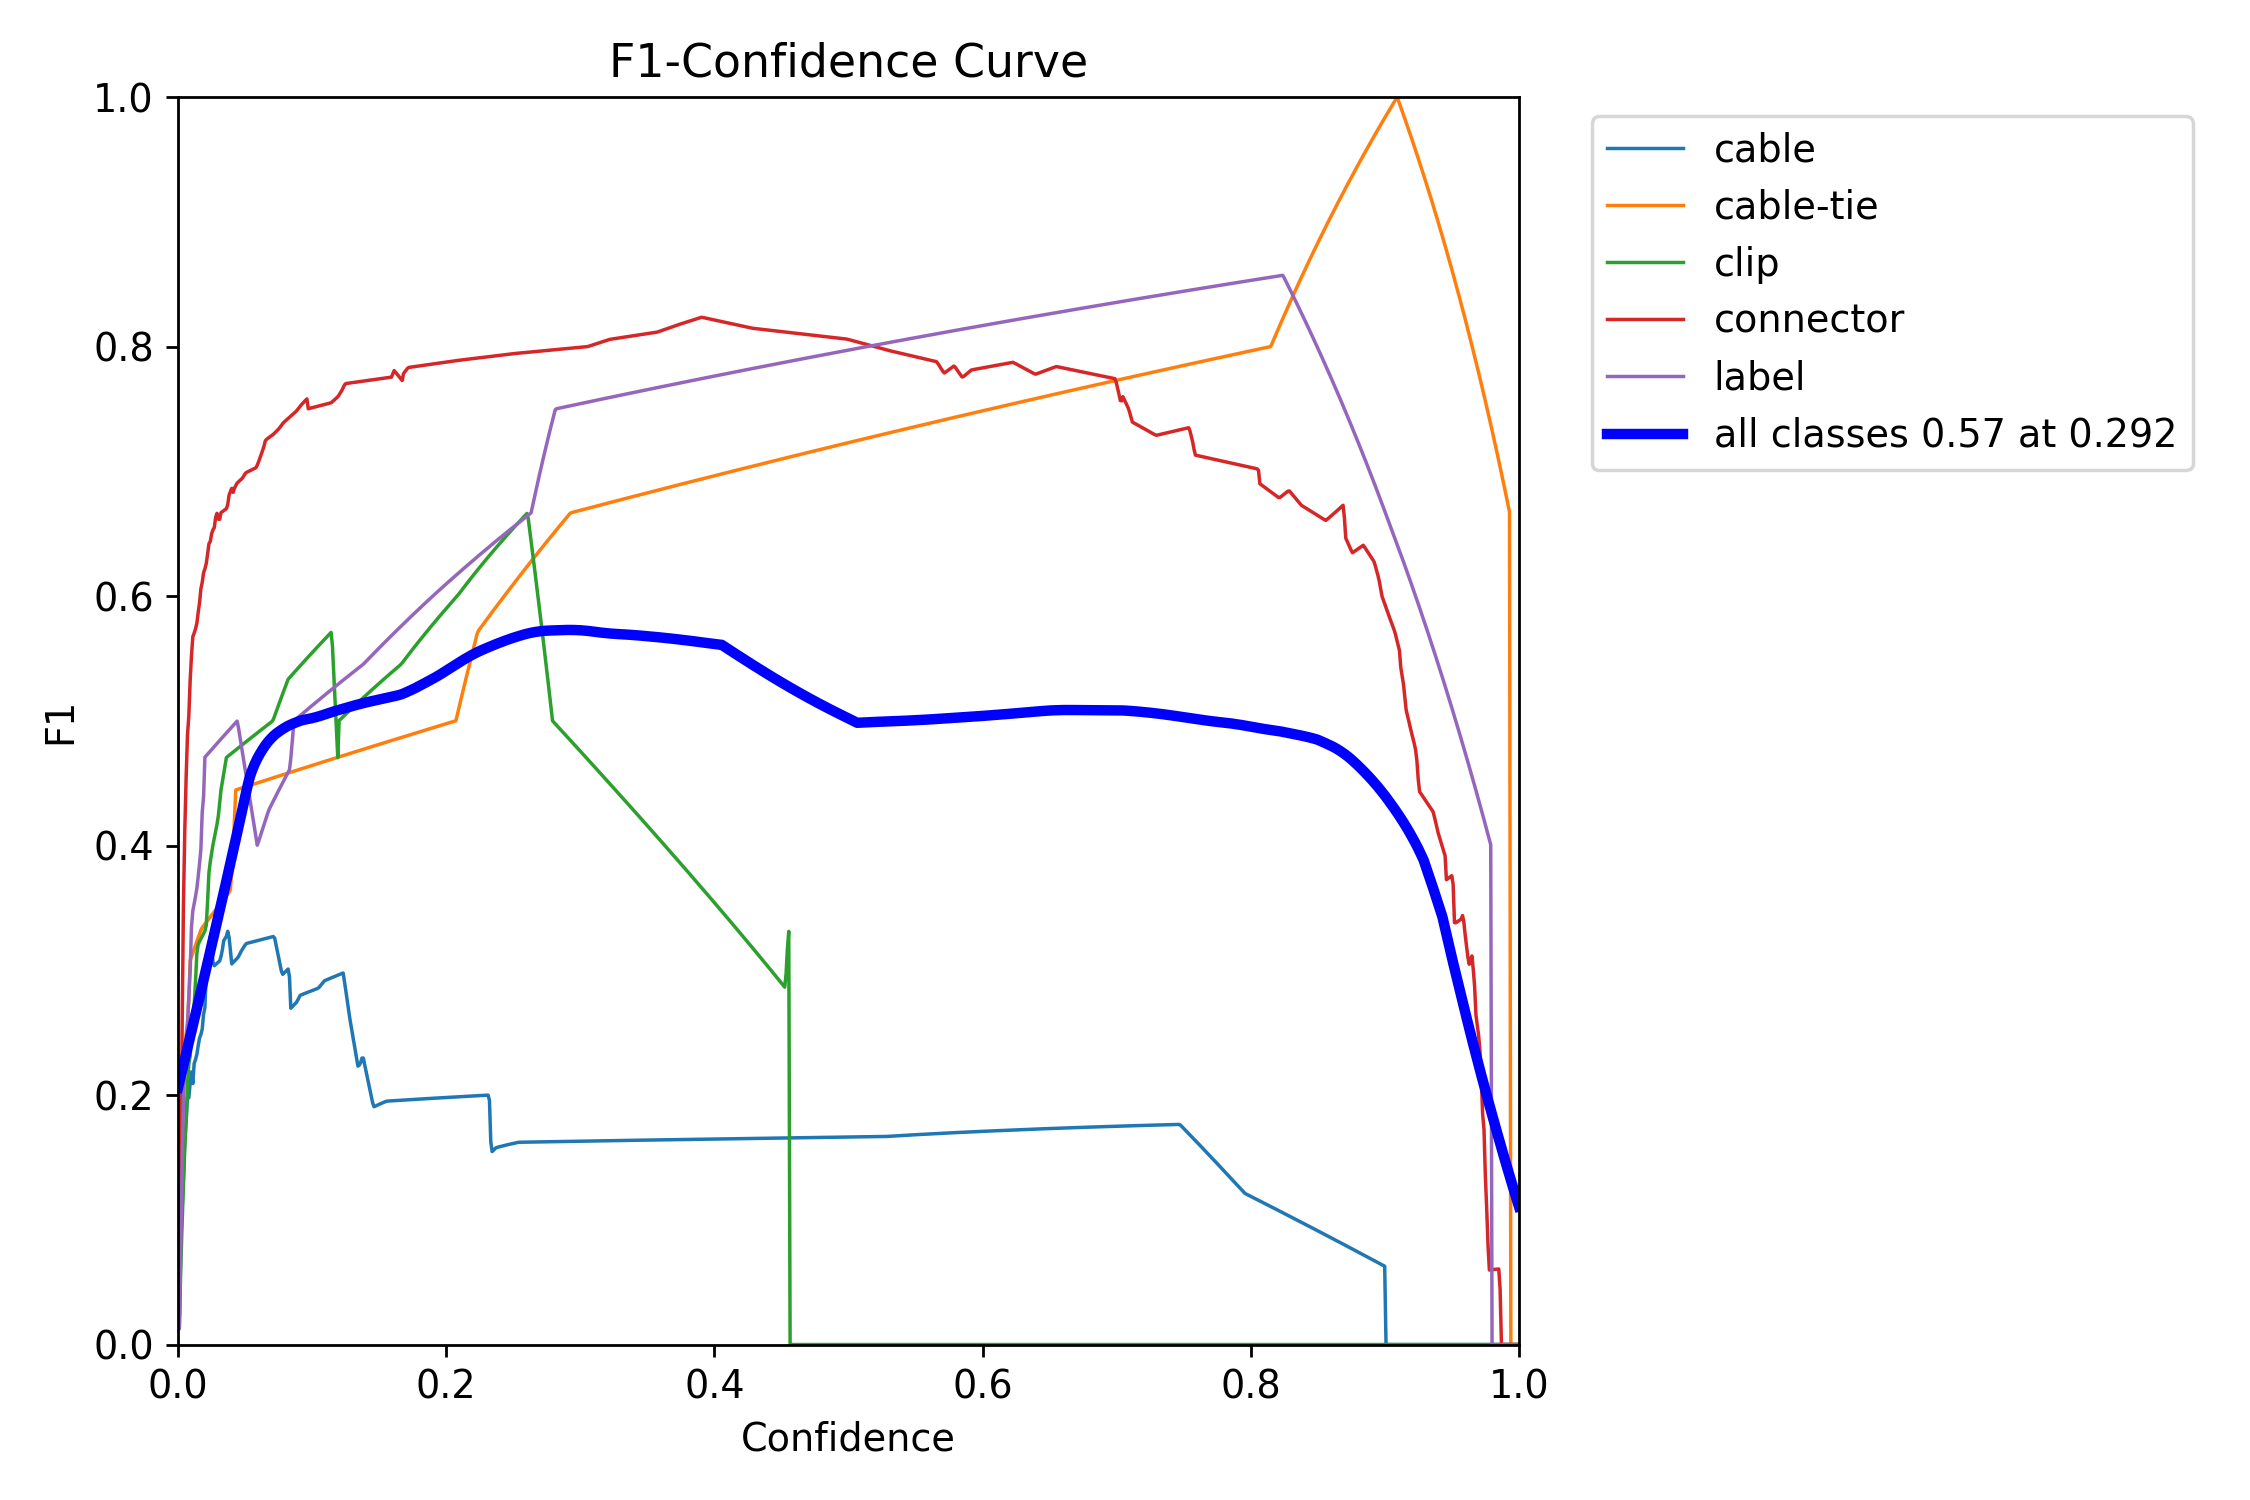 F1-Confidence Curve
1.0
0.8
0.6
0.4
0.2
0.0
F1
0.0 0.2 0.4 0.6 0.8 1.0
Confidence
cable
cable-tie
clip
connector
label
all classes 0.57 at 0.292